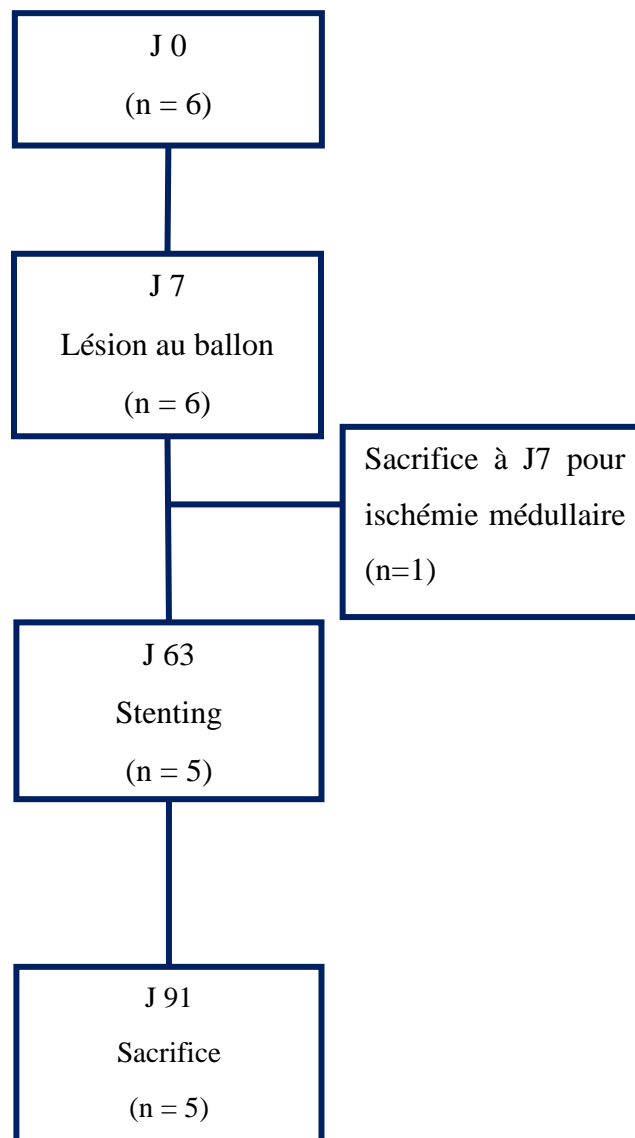 J 0
(n = 6)
J 7
Lésion au ballon
(n = 6)
Sacrifice à J7 pour
ischémie médullaire
(n=1)
J 63
Stenting
(n = 5)
J 91
Sacrifice
(n = 5)